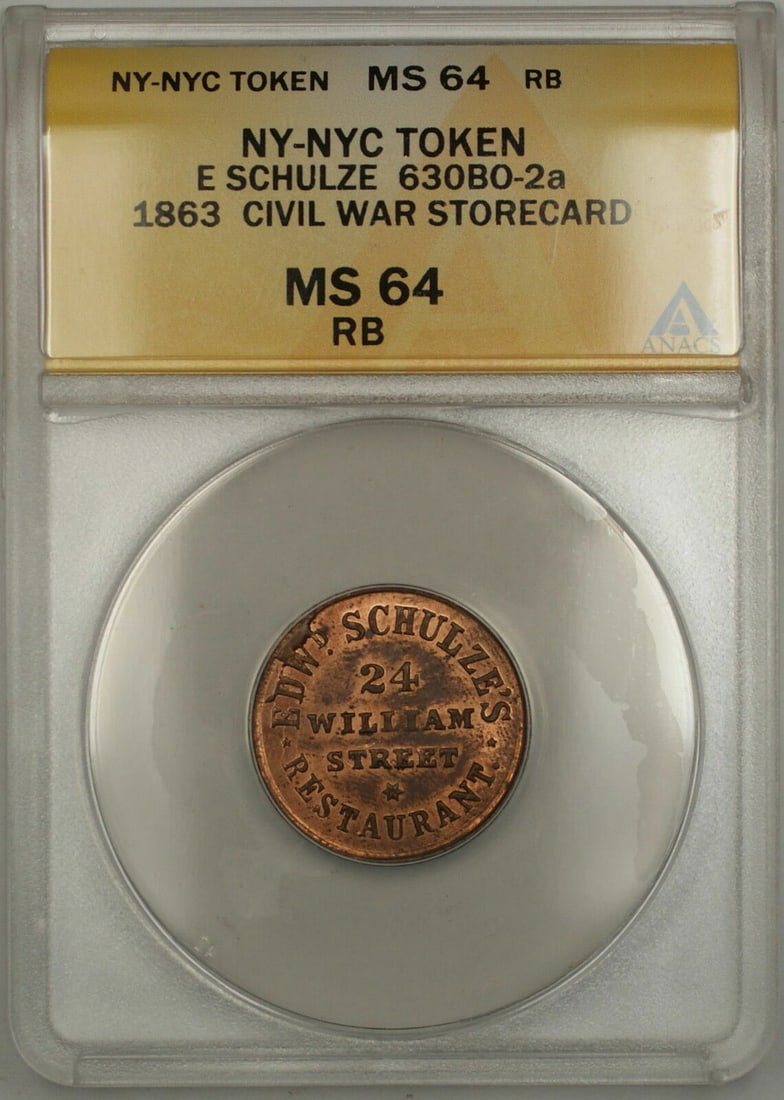 NY-NYC TOKEN MS 64 RB
NY-NYC TOKEN
E SCHULZE 630BO-2a
1863 CIVIL WAR STORECARD
MS 64
RB
ANACS
EDWD. SCHULZE'S
24
WILLIAM
STREET
RESTAURANT.